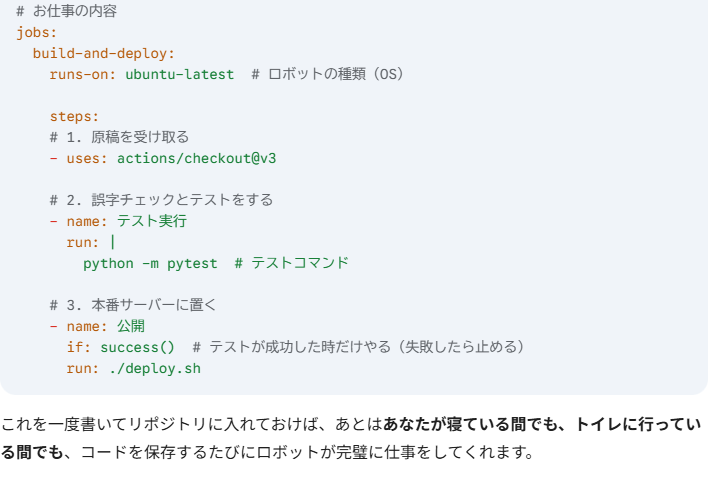 # お仕事の内容
jobs:
  build-and-deploy:
    runs-on: ubuntu-latest  # ロボットの種類（OS）

    steps:
    # 1. 原稿を受け取る
    - uses: actions/checkout@v3

    # 2. 誤字チェックとテストをする
    - name: テスト実行
      run: |
        python -m pytest  # テストコマンド

    # 3. 本番サーバーに置く
    - name: 公開
      if: success()  # テストが成功した時だけやる（失敗したら止める）
      run: ./deploy.sh

これを一度書いてリポジトリに入れておけば、あとはあなたが寝ている間でも、トイレに行ってい
る間でも、コードを保存するたびにロボットが完璧に仕事をしてくれます。